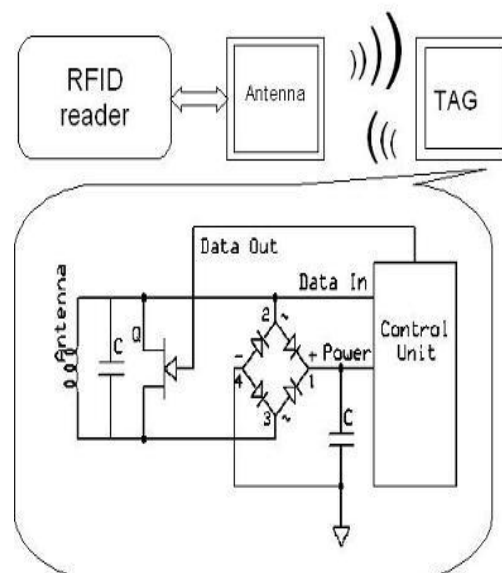 RFID
reader
Antenna
TAG
Data Out
Antenna
Data In
Q
C
2 ~
- + Power
4 1
3 ~
C
Control
Unit